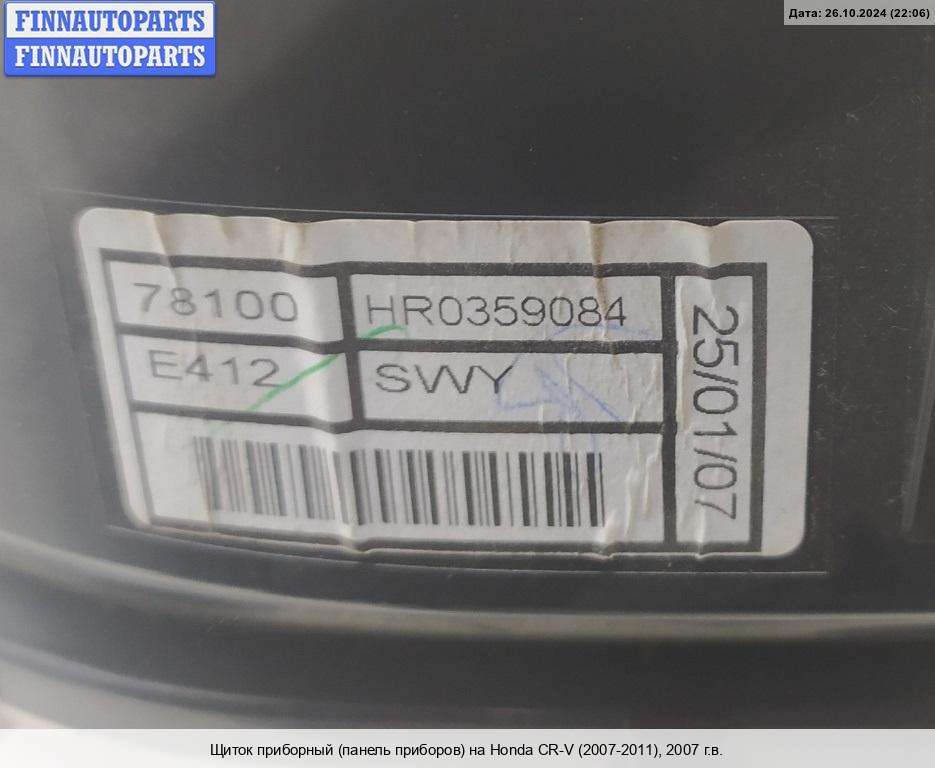 FINNAUTOPARTS
FINNAUTOPARTS
Дата: 26.10.2024 (22:06)
78100 HR0359084
E412 SWY
25/01/07
Щиток приборный (панель приборов) на Honda CR-V (2007-2011), 2007 г.в.